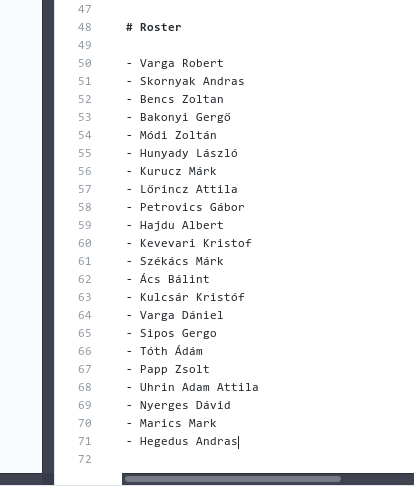 47
48 # Roster
49
50 - Varga Robert
51 - Skornyak Andras
52 - Bencs Zoltan
53 - Bakonyi Gergő
54 - Módi Zoltán
55 - Hunyady László
56 - Kurucz Márk
57 - Lőrincz Attila
58 - Petrovics Gábor
59 - Hajdu Albert
60 - Kevevari Kristof
61 - Székács Márk
62 - Ács Bálint
63 - Kulcsár Kristóf
64 - Varga Dániel
65 - Sipos Gergo
66 - Tóth Ádám
67 - Papp Zsolt
68 - Uhrin Adam Attila
69 - Nyerges Dávid
70 - Marics Mark
71 - Hegedus Andras
72